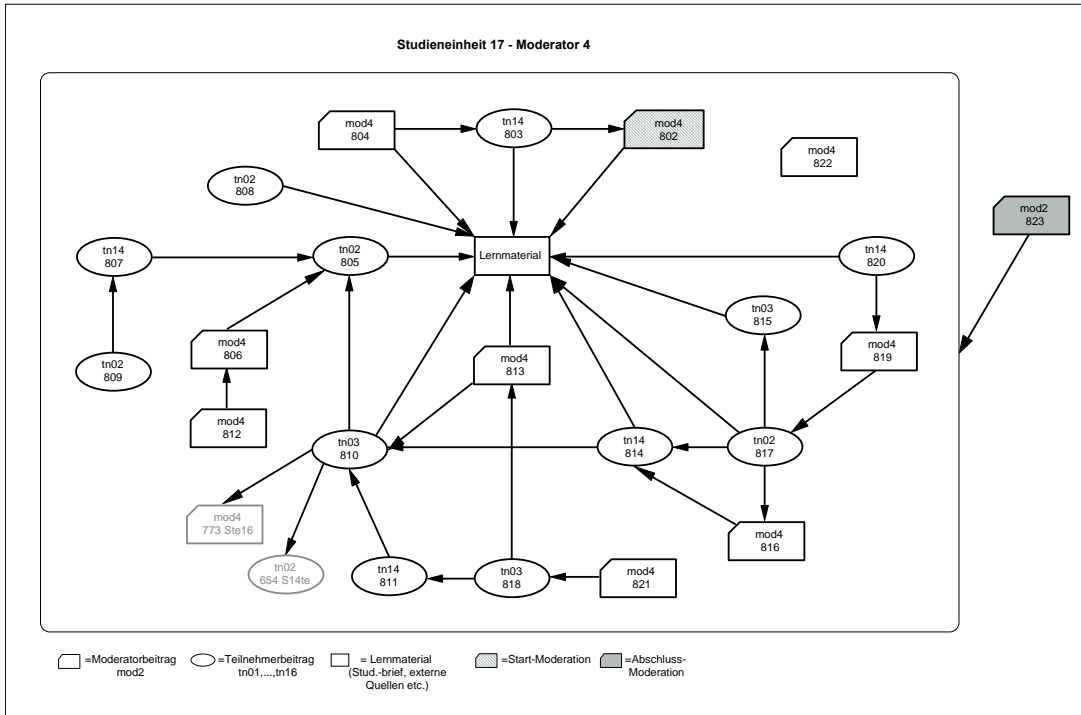 Studieneinheit 17 - Moderator 4
mod4
804
tn14
803
mod4
802
mod4
822
tn02
808
mod2
823
tn14
807
tn02
805
Lernmaterial
tn14
820
tn03
815
mod4
806
mod4
813
mod4
819
tn02
809
mod4
812
tn03
810
tn14
814
tn02
817
mod4
773 Ste16
mod4
816
tn02
654 S14te
tn14
811
tn03
818
mod4
821
=Moderatorbeitrag
mod2
=Teilnehmerbeitrag
tn01,...,tn16
= Lernmaterial
(Stud.-brief, externe
Quellen etc.)
=Start-Moderation
=Abschluss-
Moderation